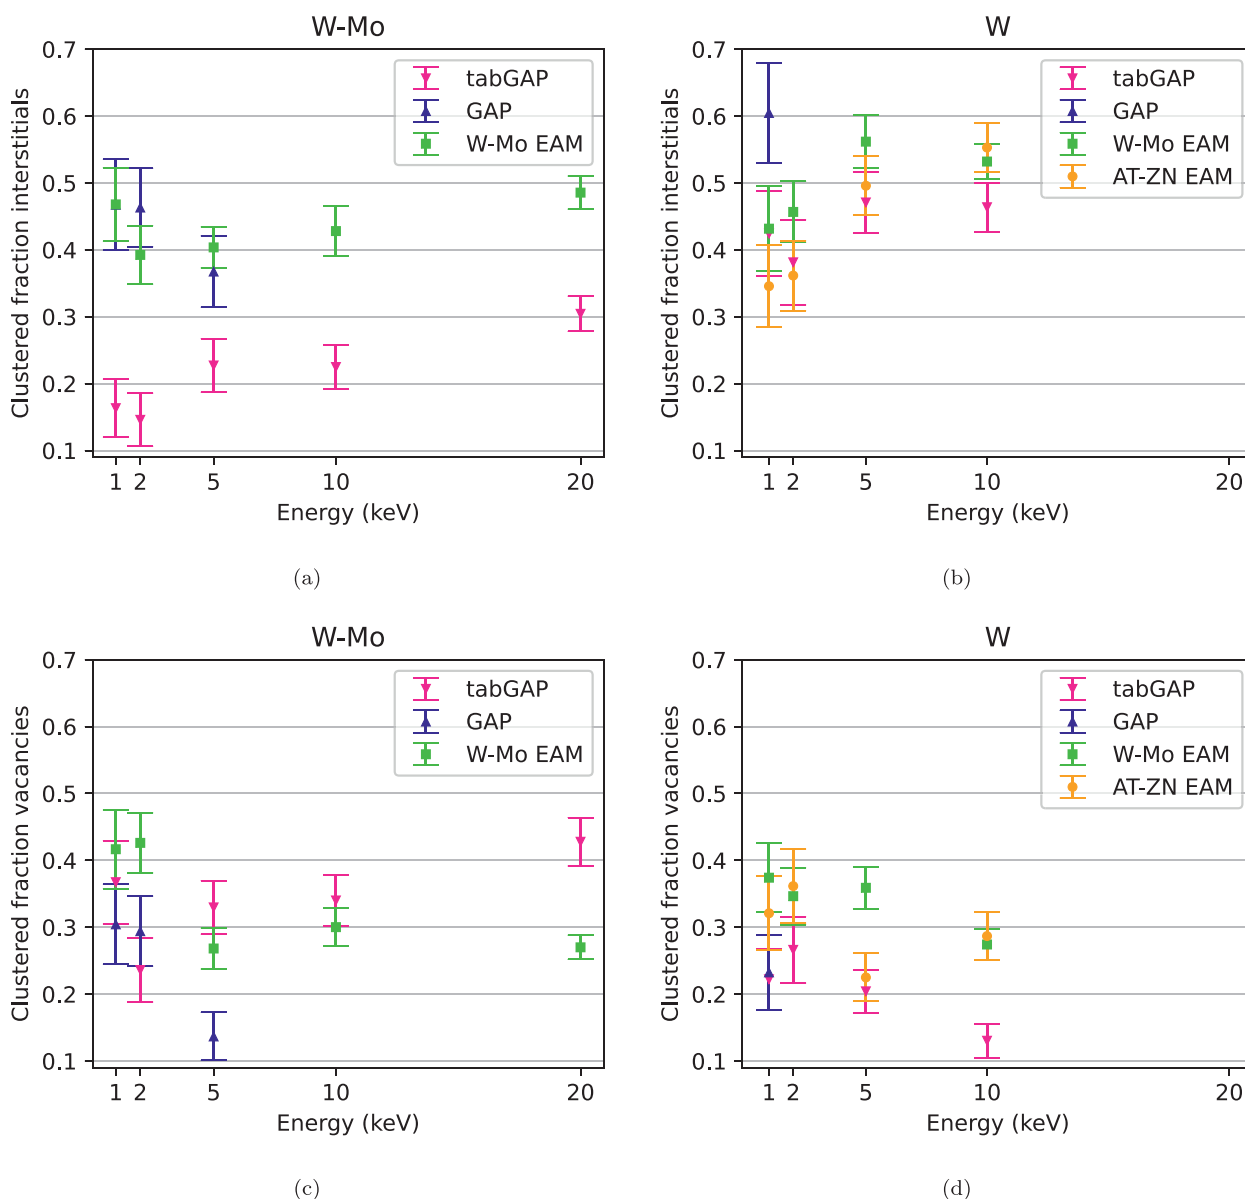 W-Mo
Clustered fraction interstitials
0.7
0.6
0.5
0.4
0.3
0.2
0.1
tabGAP
GAP
W-Mo EAM
1 2 5 10 20
Energy (keV)
(a)
W
Clustered fraction interstitials
0.7
0.6
0.5
0.4
0.3
0.2
0.1
tabGAP
GAP
W-Mo EAM
AT-ZN EAM
1 2 5 10 20
Energy (keV)
(b)
W-Mo
Clustered fraction vacancies
0.7
0.6
0.5
0.4
0.3
0.2
0.1
tabGAP
GAP
W-Mo EAM
1 2 5 10 20
Energy (keV)
(c)
W
Clustered fraction vacancies
0.7
0.6
0.5
0.4
0.3
0.2
0.1
tabGAP
GAP
W-Mo EAM
AT-ZN EAM
1 2 5 10 20
Energy (keV)
(d)